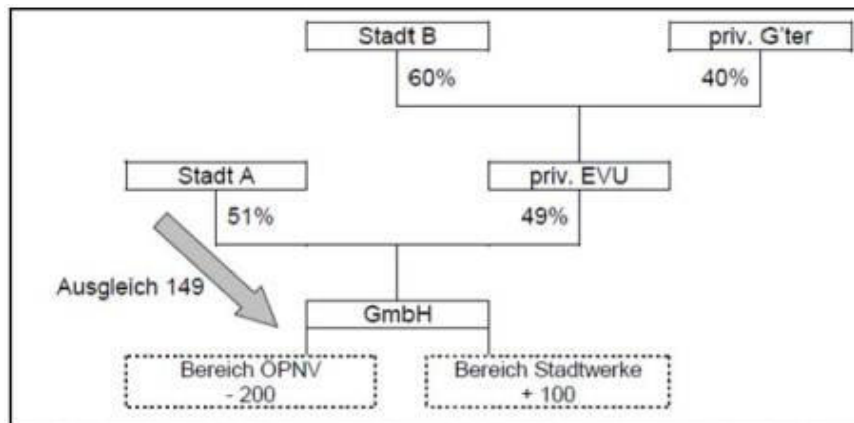 Stadt B
priv. G'ter
60%
40%
Stadt A
priv. EVU
51%
49%
Ausgleich 149
GmbH
Bereich ÖPNV
- 200
Bereich Stadtwerke
+ 100